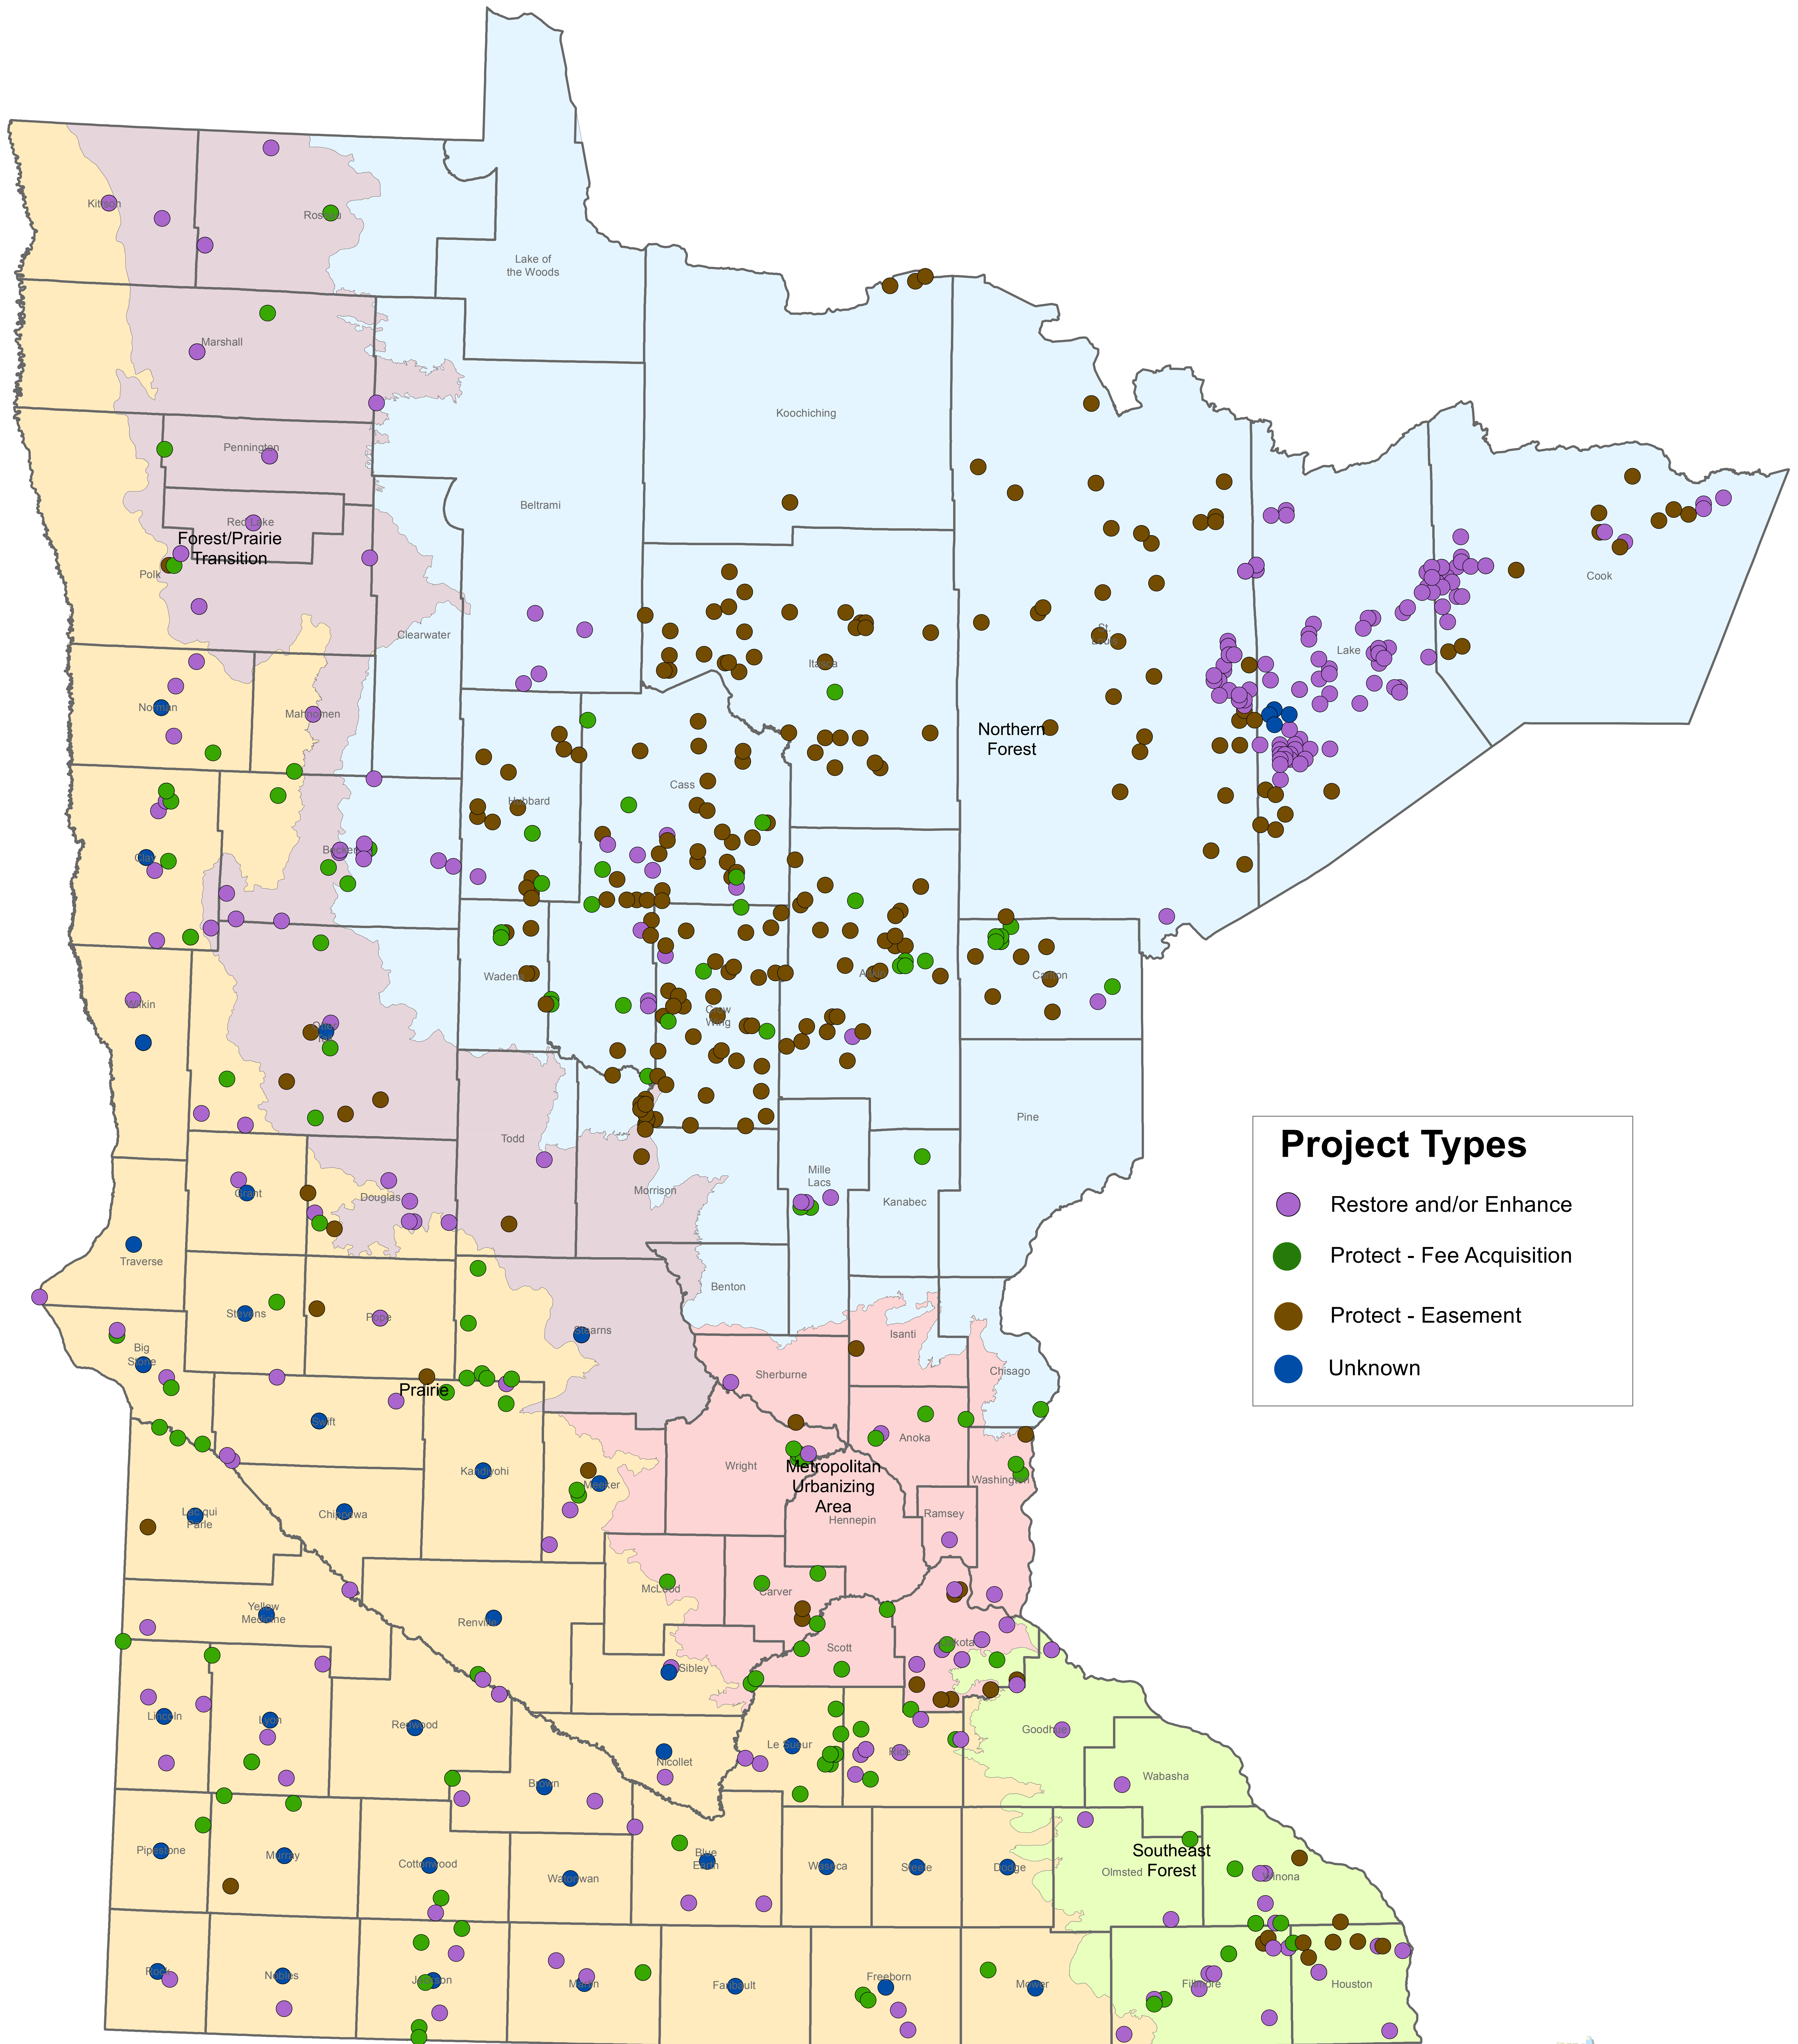 Kittson
Roseau
Lake of
the Woods
Marshall
Koochiching
Pennington
Beltrami
Red Lake
Forest/Prairie
Transition
Polk
Cook
Clearwater
St.
Louis
Lake
Itasca
Norman
Mahnomen
Northern
Forest
Cass
Hubbard
Becker
Clay
Wadena
Aitkin
Carlton
Wilkin
Crow
Wing
Otter
Tail
Pine
Todd
Project Types
Mille
Lacs
Morrison
Grant
Douglas
Kanabec
Restore and/or Enhance
Protect - Fee Acquisition
Traverse
Benton
Stevens
Pope
Protect - Easement
Stearns
Isanti
Big
Stone
Sherburne
Chisago
Unknown
Prairie
Swift
Anoka
Wright
Metropolitan
Urbanizing
Area
Kandiyohi
Meeker
Washington
Lac qui
Parle
Chippewa
Hennepin
Ramsey
McLeod
Carver
Yellow
Medicine
Renville
Scott
Dakota
Sibley
Lincoln
Lyon
Redwood
Goodhue
Le Sueur
Rice
Nicollet
Wabasha
Brown
Pipestone
Murray
Cottonwood
Blue
Earth
Watonwan
Waseca
Steele
Dodge
Olmsted
Southeast
Forest
Winona
Rock
Nobles
Jackson
Martin
Faribault
Freeborn
Mower
Fillmore
Houston